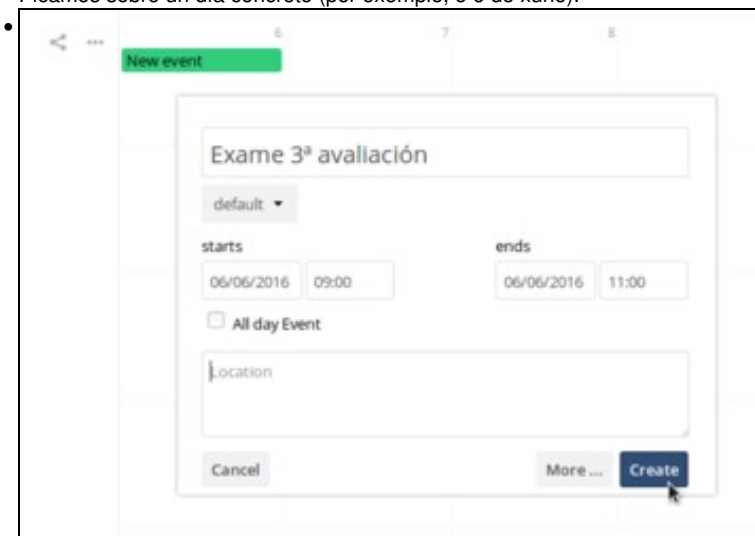 Picamos sobre un día concreto (por exemplo, o 6 de xuño).
6 7 8
New event
Exame 3ª avaliación
default
starts ends
06/06/2016 09:00 06/06/2016 11:00
All day Event
Location
Cancel More ... Create